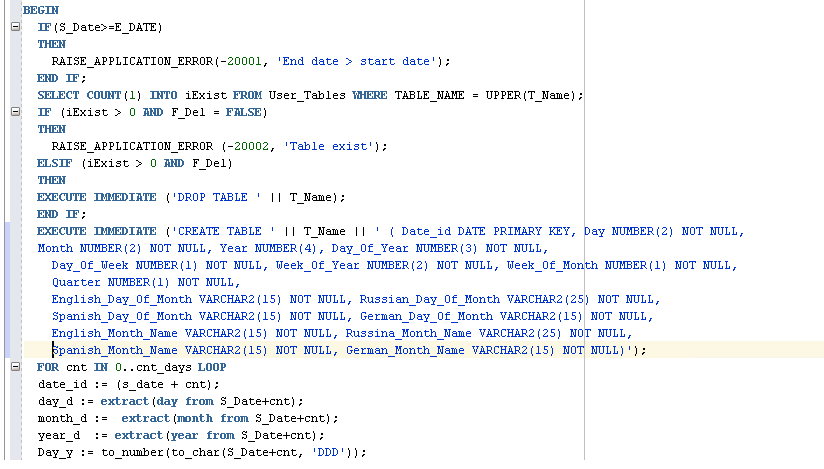 BEGIN
IF(S_Date>=E_DATE)
THEN
RAISE_APPLICATION_ERROR(-20001, 'End date > start date');
END IF;
SELECT COUNT(1) INTO iExist FROM User_Tables WHERE TABLE_NAME = UPPER(T_Name);
IF (iExist > 0 AND F_Del = FALSE)
THEN
RAISE_APPLICATION_ERROR (-20002, 'Table exist');
ELSIF (iExist > 0 AND F_Del)
THEN
EXECUTE IMMEDIATE ('DROP TABLE ' || T_Name);
END IF;
EXECUTE IMMEDIATE ('CREATE TABLE ' || T_Name || ' ( Date_id DATE PRIMARY KEY, Day NUMBER(2) NOT NULL,
Month NUMBER(2) NOT NULL, Year NUMBER(4), Day_Of_Year NUMBER(3) NOT NULL,
Day_Of_Week NUMBER(1) NOT NULL, Week_Of_Year NUMBER(2) NOT NULL, Week_Of_Month NUMBER(1) NOT NULL,
Quarter NUMBER(1) NOT NULL,
English_Day_Of_Month VARCHAR2(15) NOT NULL, Russian_Day_Of_Month VARCHAR2(25) NOT NULL,
Spanish_Day_Of_Month VARCHAR2(15) NOT NULL, German_Day_Of_Month VARCHAR2(15) NOT NULL,
English_Month_Name VARCHAR2(15) NOT NULL, Russina_Month_Name VARCHAR2(25) NOT NULL,
Spanish_Month_Name VARCHAR2(15) NOT NULL, German_Month_Name VARCHAR2(15) NOT NULL)');
FOR cnt IN 0..cnt_days LOOP
date_id := (s_date + cnt);
day_d := extract(day from S_Date+cnt);
month_d :=  extract(month from S_Date+cnt);
year_d  := extract(year from S_Date+cnt);
Day_y := to_number(to_char(S_Date+cnt, 'DDD'));